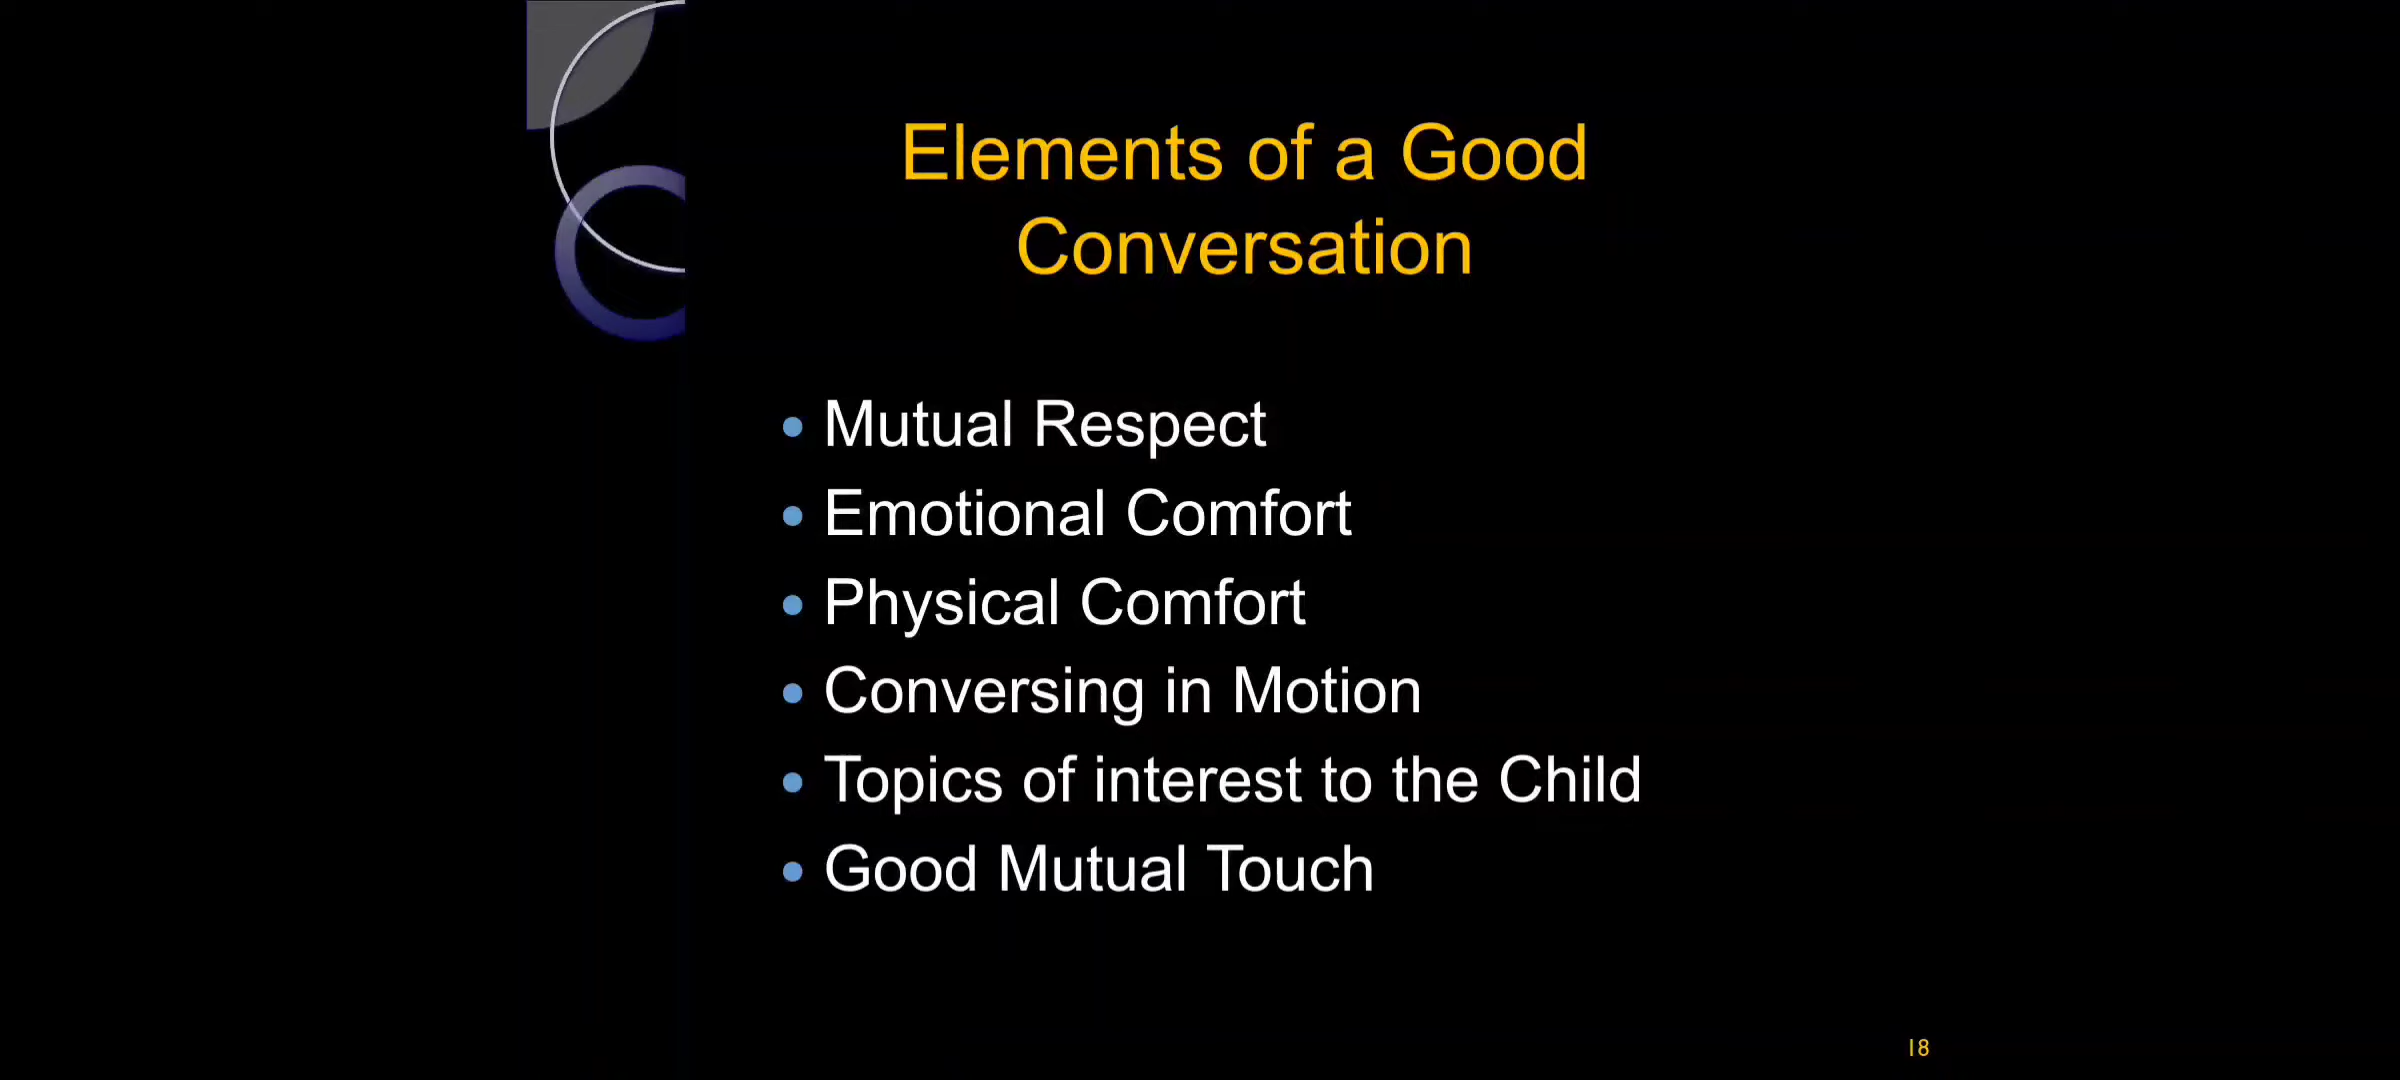 Elements of a Good
Conversation
• Mutual Respect
• Emotional Comfort
• Physical Comfort
• Conversing in Motion
• Topics of interest to the Child
• Good Mutual Touch
18